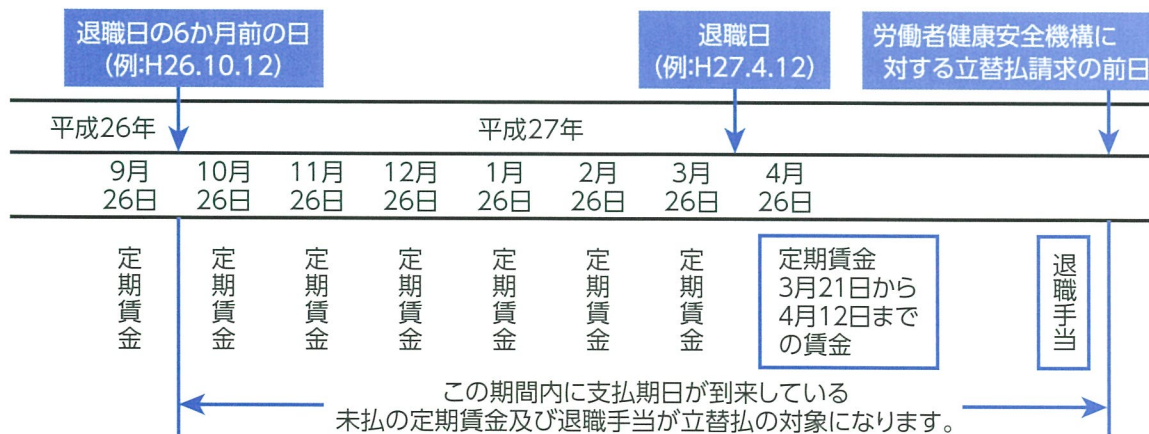 退職日の6か月前の日
(例:H26.10.12)
退職日
(例:H27.4.12)
労働者健康安全機構に
対する立替払請求の前日
平成26年
平成27年
9月
26日
10月
26日
11月
26日
12月
26日
1月
26日
2月
26日
3月
26日
4月
26日
定期賃金
定期賃金
定期賃金
定期賃金
定期賃金
定期賃金
定期賃金
定期賃金
3月21日から
4月12日まで
の賃金
退職手当
この期間内に支払期日が到来している
未払の定期賃金及び退職手当が立替払の対象になります。